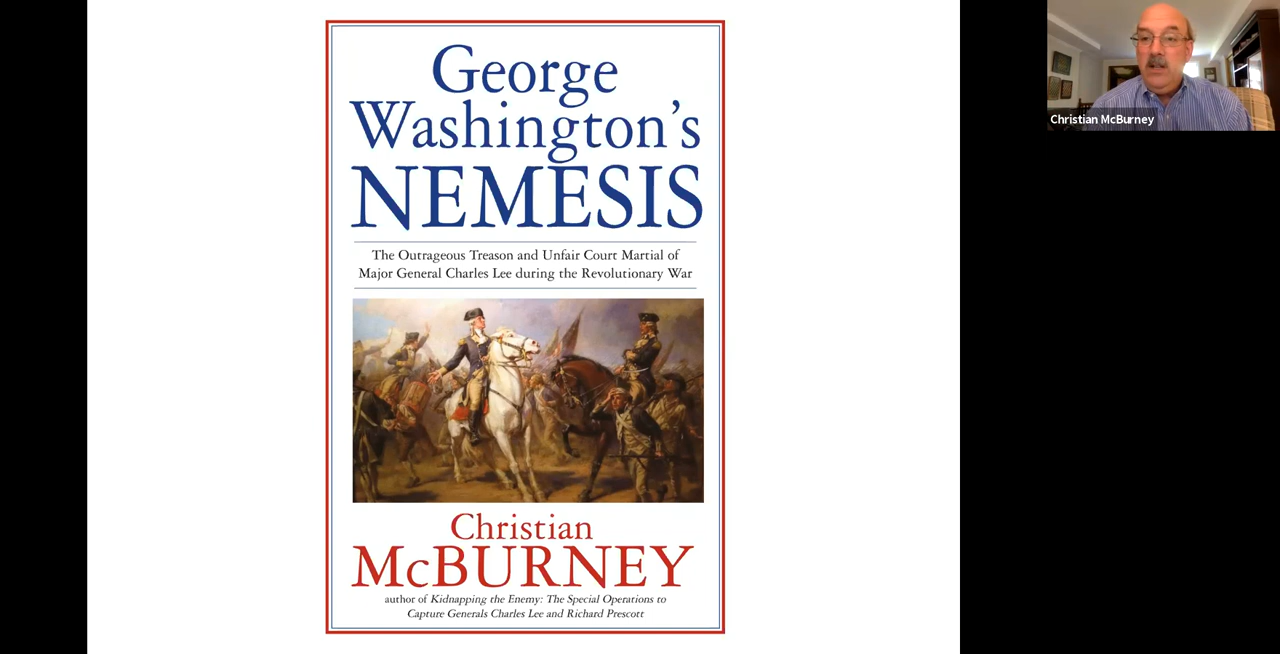 George
Washington's
NEMESIS
The Outrageous Treason and Unfair Court Martial of
Major General Charles Lee during the Revolutionary War
Christian
McBURNEY
author of Kidnapping the Enemy: The Special Operations to
Capture Generals Charles Lee and Richard Prescott
Christian McBurney